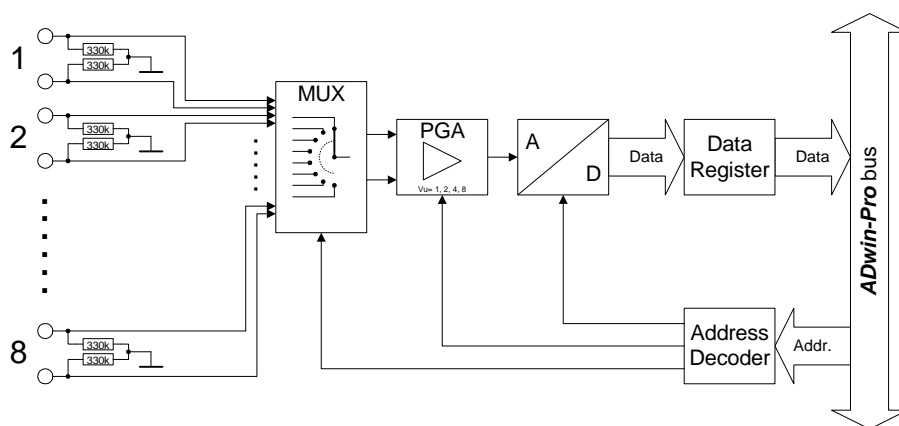 1
330k
330k
2
330k
330k
8
330k
330k
MUX
PGA
Vu= 1, 2, 4, 8
A
D
Data
Data
Register
Data
Address
Decoder
Addr.
ADwin-Pro bus